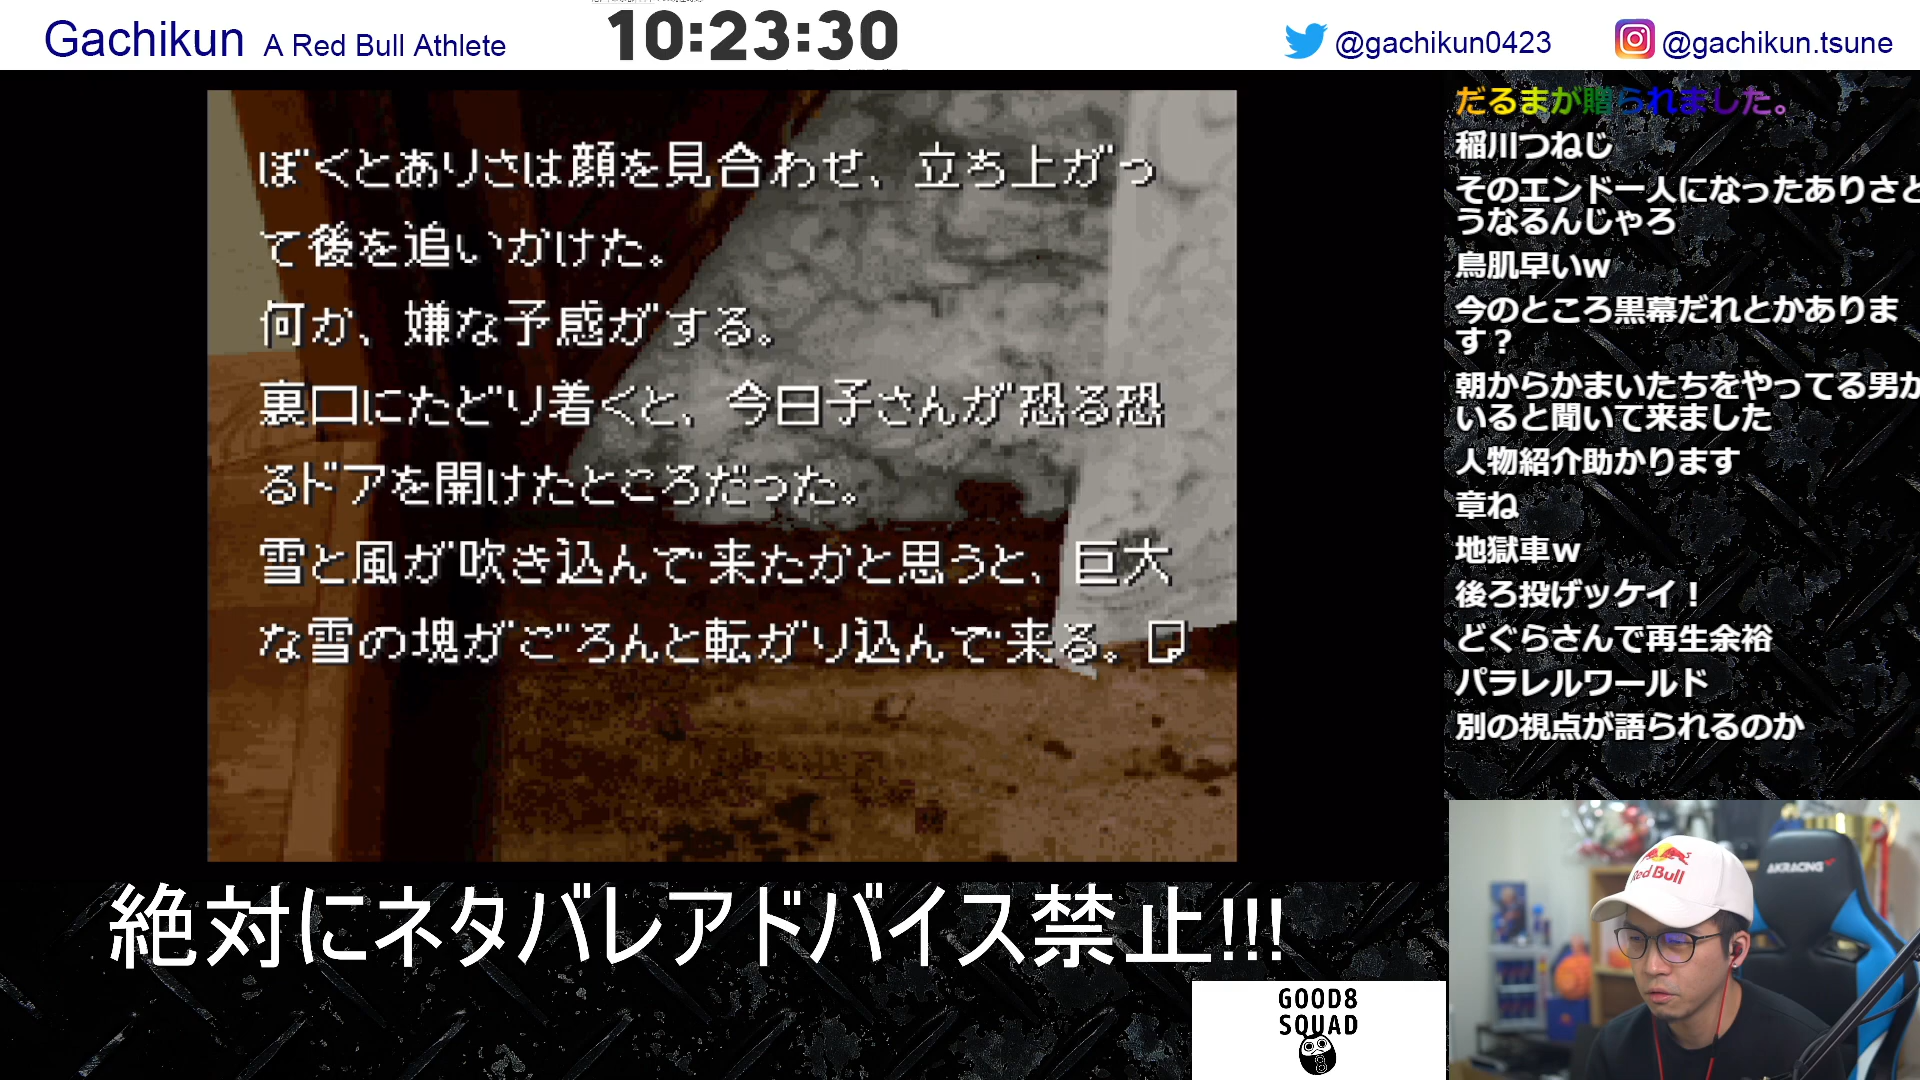 Gachikun A Red Bull Athlete
10:23:30
@gachikun0423
@gachikun.tsune
ぼくとありさは顔を見合わせ、立ち上がっ
て後を追いかけた。
何か、嫌な予感がする。
裏口にたどり着くと、今日子さんが恐る恐
るドアを開けたところだった。
雪と風が吹き込んで来たかと思うと、巨大
な雪の塊がごろんと転がり込んで来る。
だるまが贈られました。
稲川つねじ
そのエンド一人になったありさど
うなるんじゃろ
鳥肌早いw
今のところ黒幕だれとかありま
す？
朝からかまいたちをやってる男が
いると聞いて来ました
人物紹介助かります
章ね
地獄車w
後ろ投げッケイ！
どぐらさんで再生余裕
パラレルワールド
別の視点が語られるのか
絶対にネタバレアドバイス禁止!!!
GOOD8
SQUAD
Red Bull
AKRACING